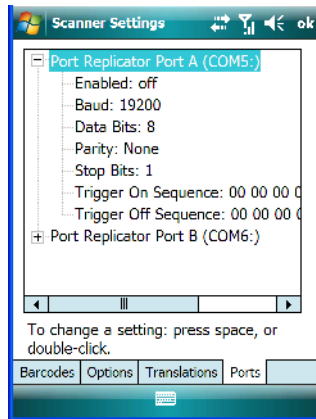 Scanner Settings ok
Port Replicator Port A (COM5:)
Enabled: off
Baud: 19200
Data Bits: 8
Parity: None
Stop Bits: 1
Trigger On Sequence: 00 00 00 0
Trigger Off Sequence: 00 00 00 0
Port Replicator Port B (COM6:)
To change a setting: press space, or
double-click.
Barcodes Options Translations Ports